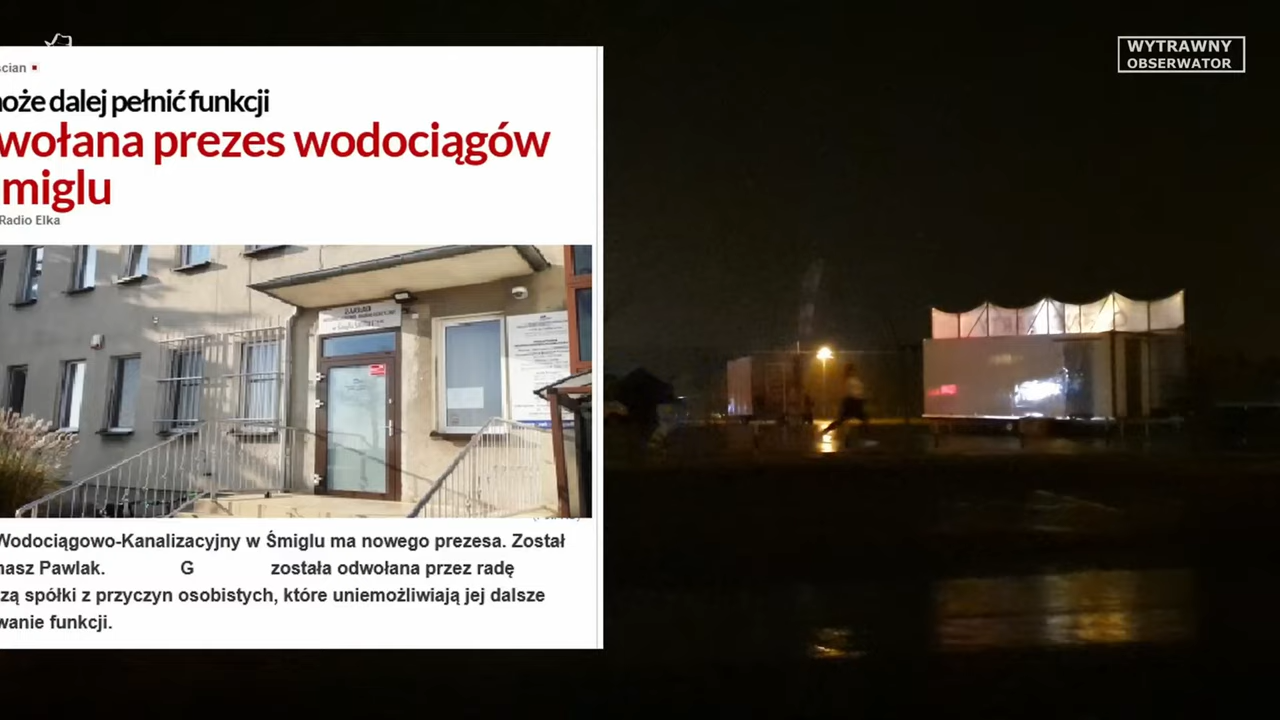 WYTRAWNY
OBSERWATOR
ścian
noże dalej pełnić funkcji
wołana prezes wodociągów
miglu
Radio Elka
Wodociągowo-Kanalizacyjny w Śmiglu ma nowego prezesa. Został
nasz Pawlak. G została odwołana przez radę
zą spółki z przyczyn osobistych, które uniemożliwiają jej dalsze
wanie funkcji.